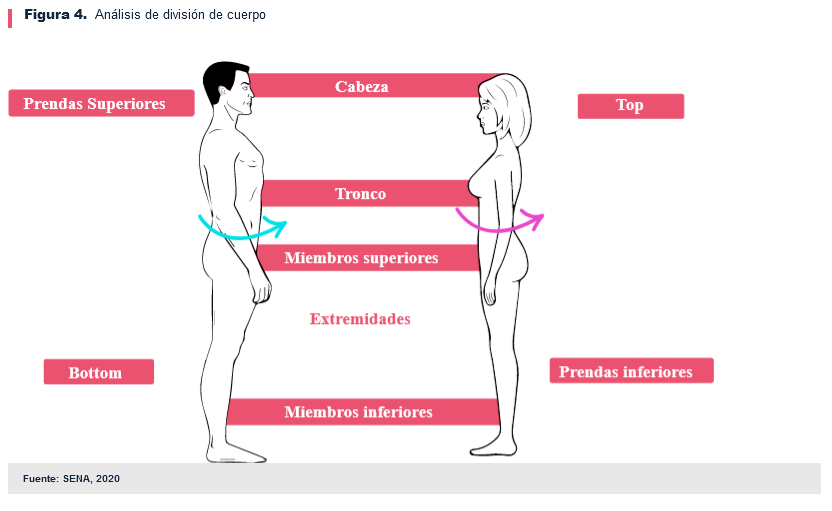 Figura 4. Análisis de división de cuerpo
Cabeza
Prendas Superiores
Top
Tronco
Miembros superiores
Extremidades
Bottom
Prendas inferiores
Miembros inferiores
Fuente: SENA, 2020